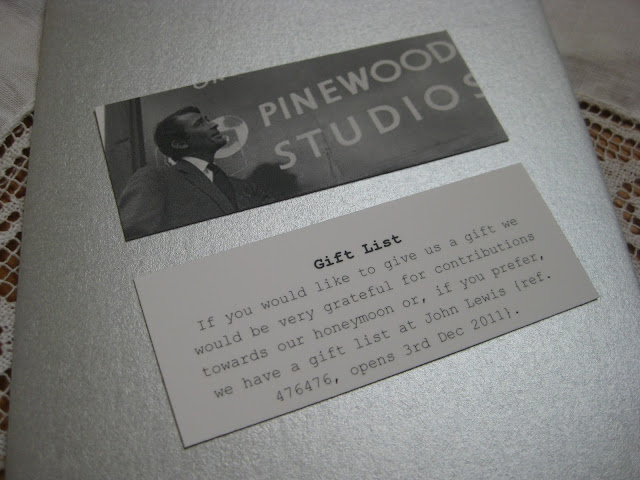 PINEWOOD
STUDIOS
Gift List
If you would like to give us a gift we
would be very grateful for contributions
towards our honeymoon or, if you prefer,
we have a gift list at John Lewis (ref.
476476, opens 3rd Dec 2011).